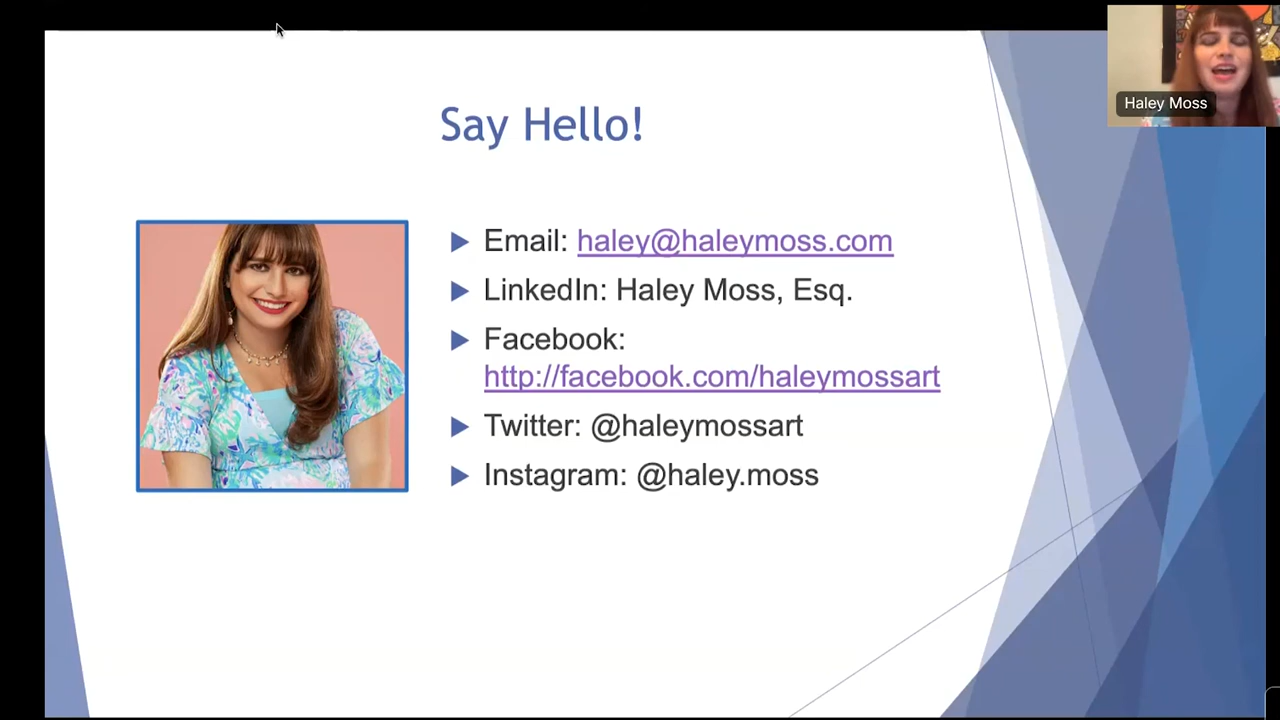 Haley Moss
Say Hello!
Email: haley@haleymoss.com
LinkedIn: Haley Moss, Esq.
Facebook:
http://facebook.com/haleymossart
Twitter: @haleymossart
Instagram: @haley.moss